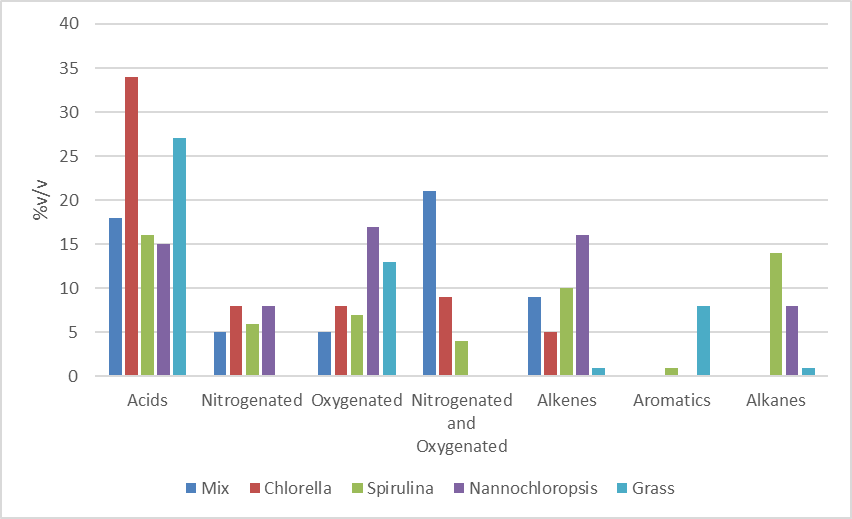 40
35
30
25
20
15
10
5
0
%v/v
Acids
Nitrogenated
Oxygenated
Nitrogenated
and
Oxygenated
Alkenes
Aromatics
Alkanes
Mix
Chlorella
Spirulina
Nannochloropsis
Grass